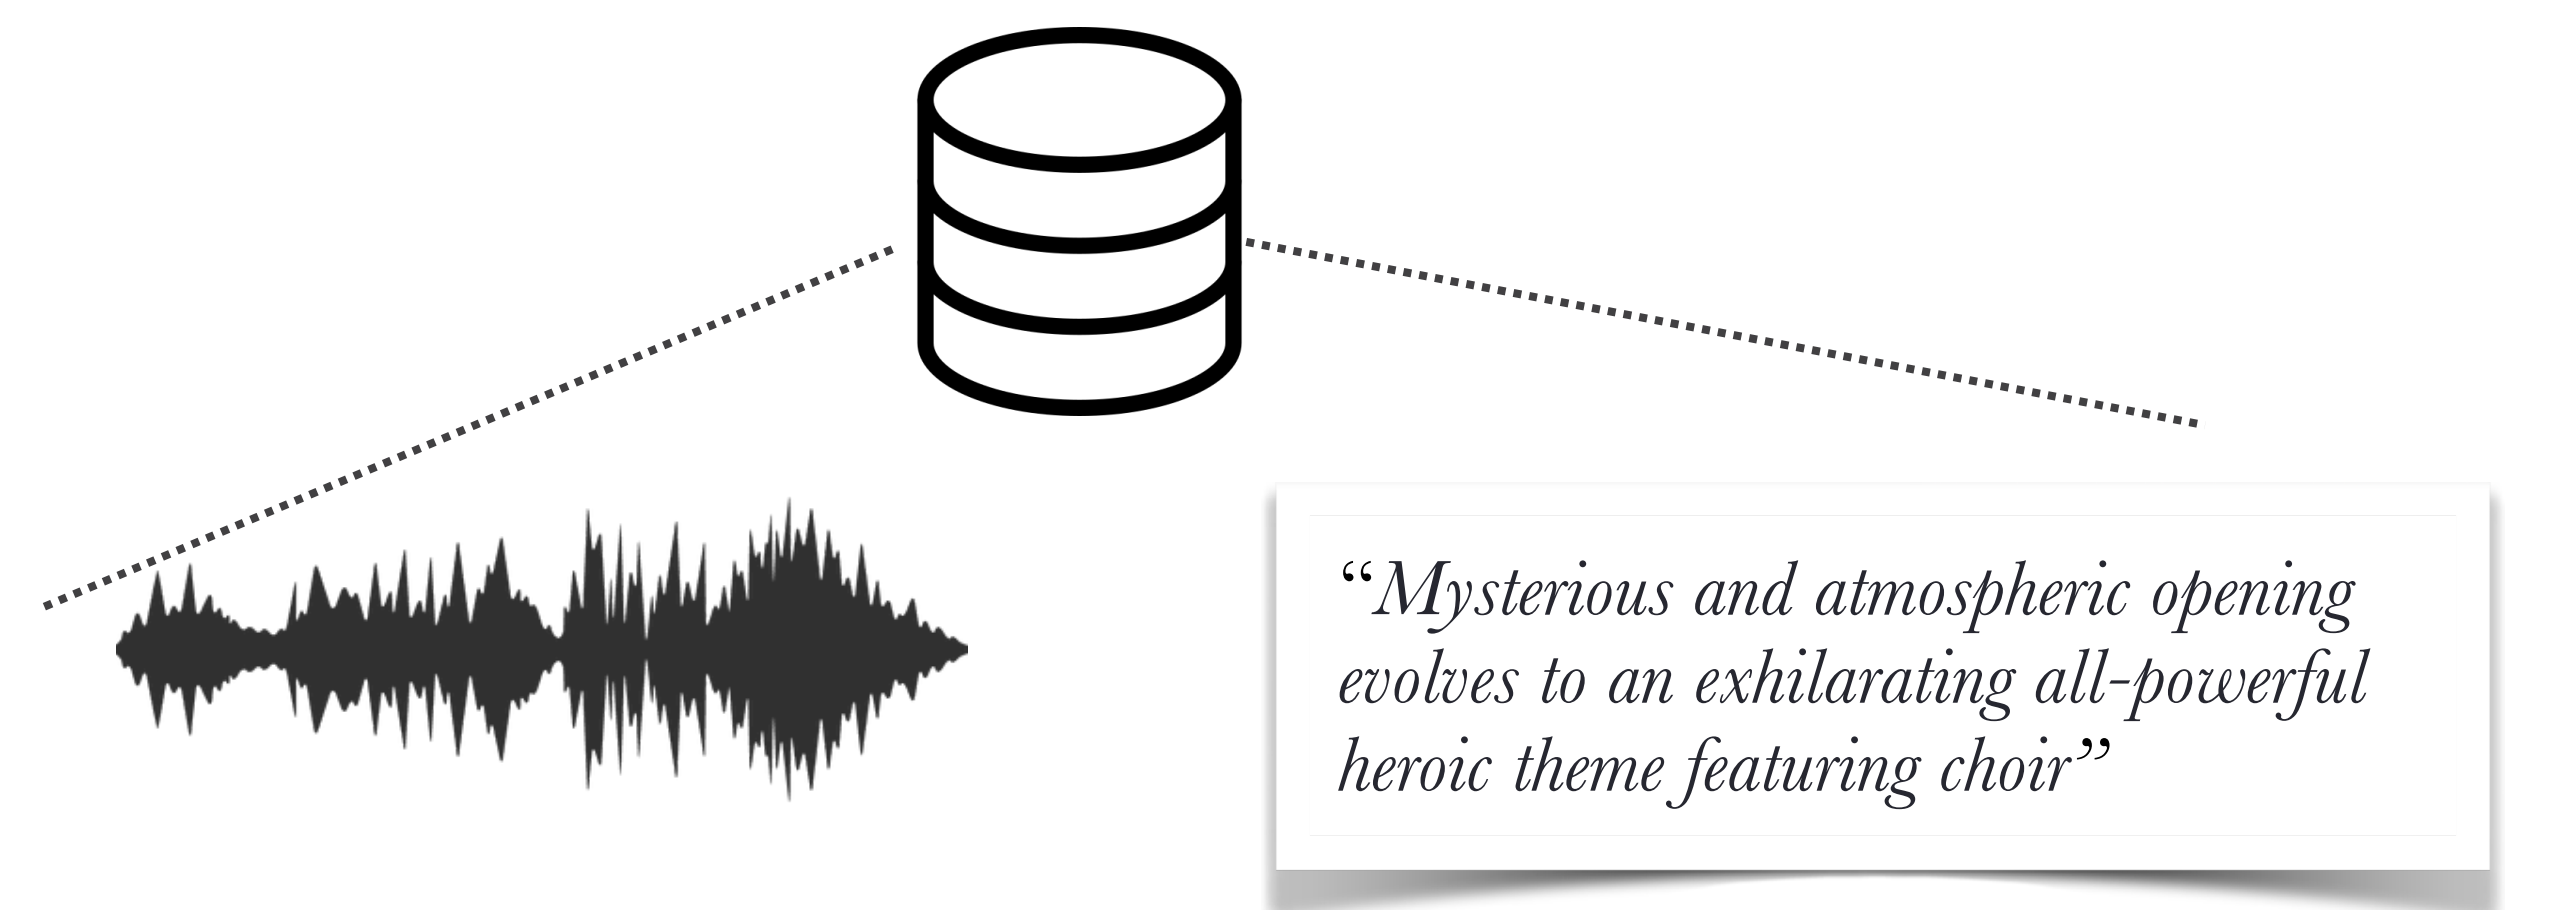 “Mysterious and atmospheric opening
evolves to an exhilarating all-powerful
heroic theme featuring choir”